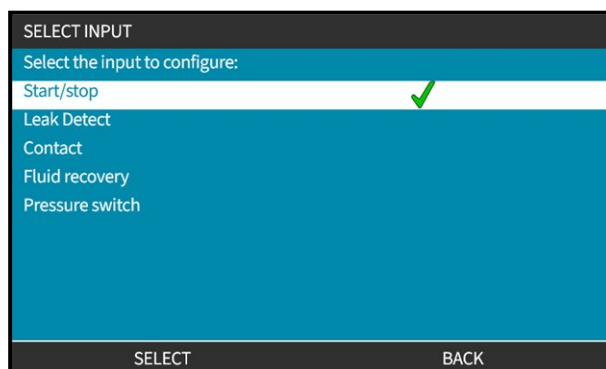 SELECT INPUT
Select the input to configure:
Start/stop
Leak Detect
Contact
Fluid recovery
Pressure switch
SELECT BACK